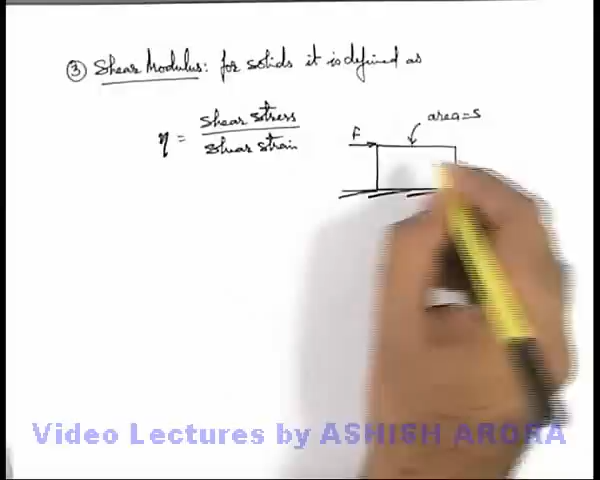 ③ Shear Modulus: for solids it is defined as
η = shear stress / shear strain
F
area=S
Video Lectures by ASHISH ARORA